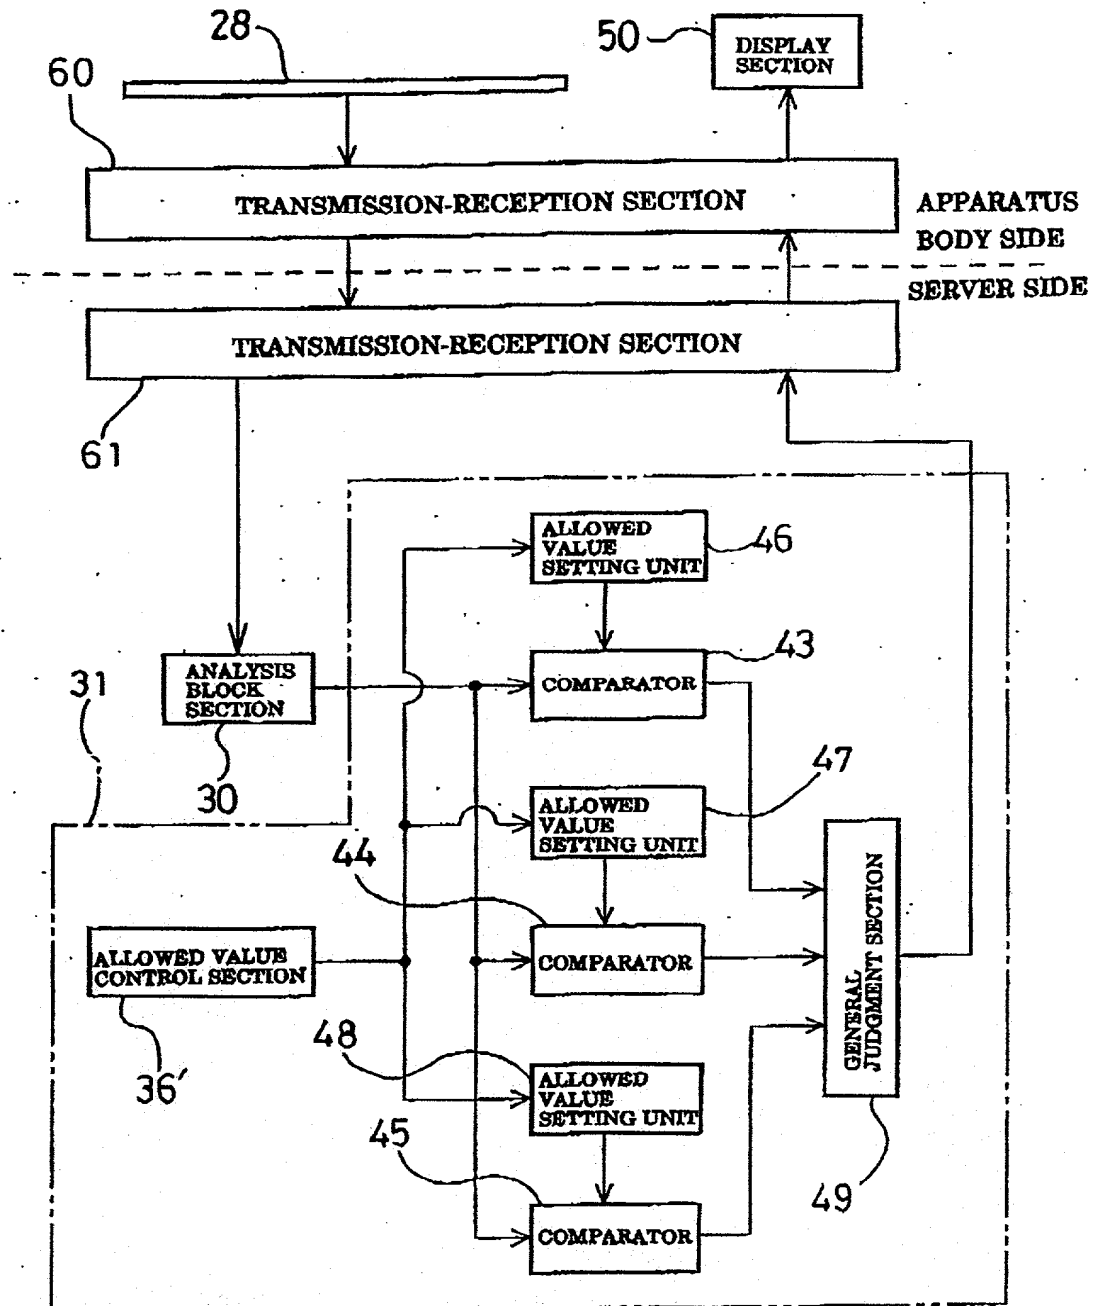 28
50
DISPLAY
SECTION
60
TRANSMISSION-RECEPTION SECTION
APPARATUS
BODY SIDE
SERVER SIDE
TRANSMISSION-RECEPTION SECTION
61
ALLOWED
VALUE
SETTING UNIT
46
43
COMPARATOR
31
ANALYSIS
BLOCK
SECTION
30
47
ALLOWED
VALUE
SETTING UNIT
44
COMPARATOR
ALLOWED VALUE
CONTROL SECTION
36'
GENERAL
JUDGMENT SECTION
49
48
ALLOWED
VALUE
SETTING UNIT
45
COMPARATOR